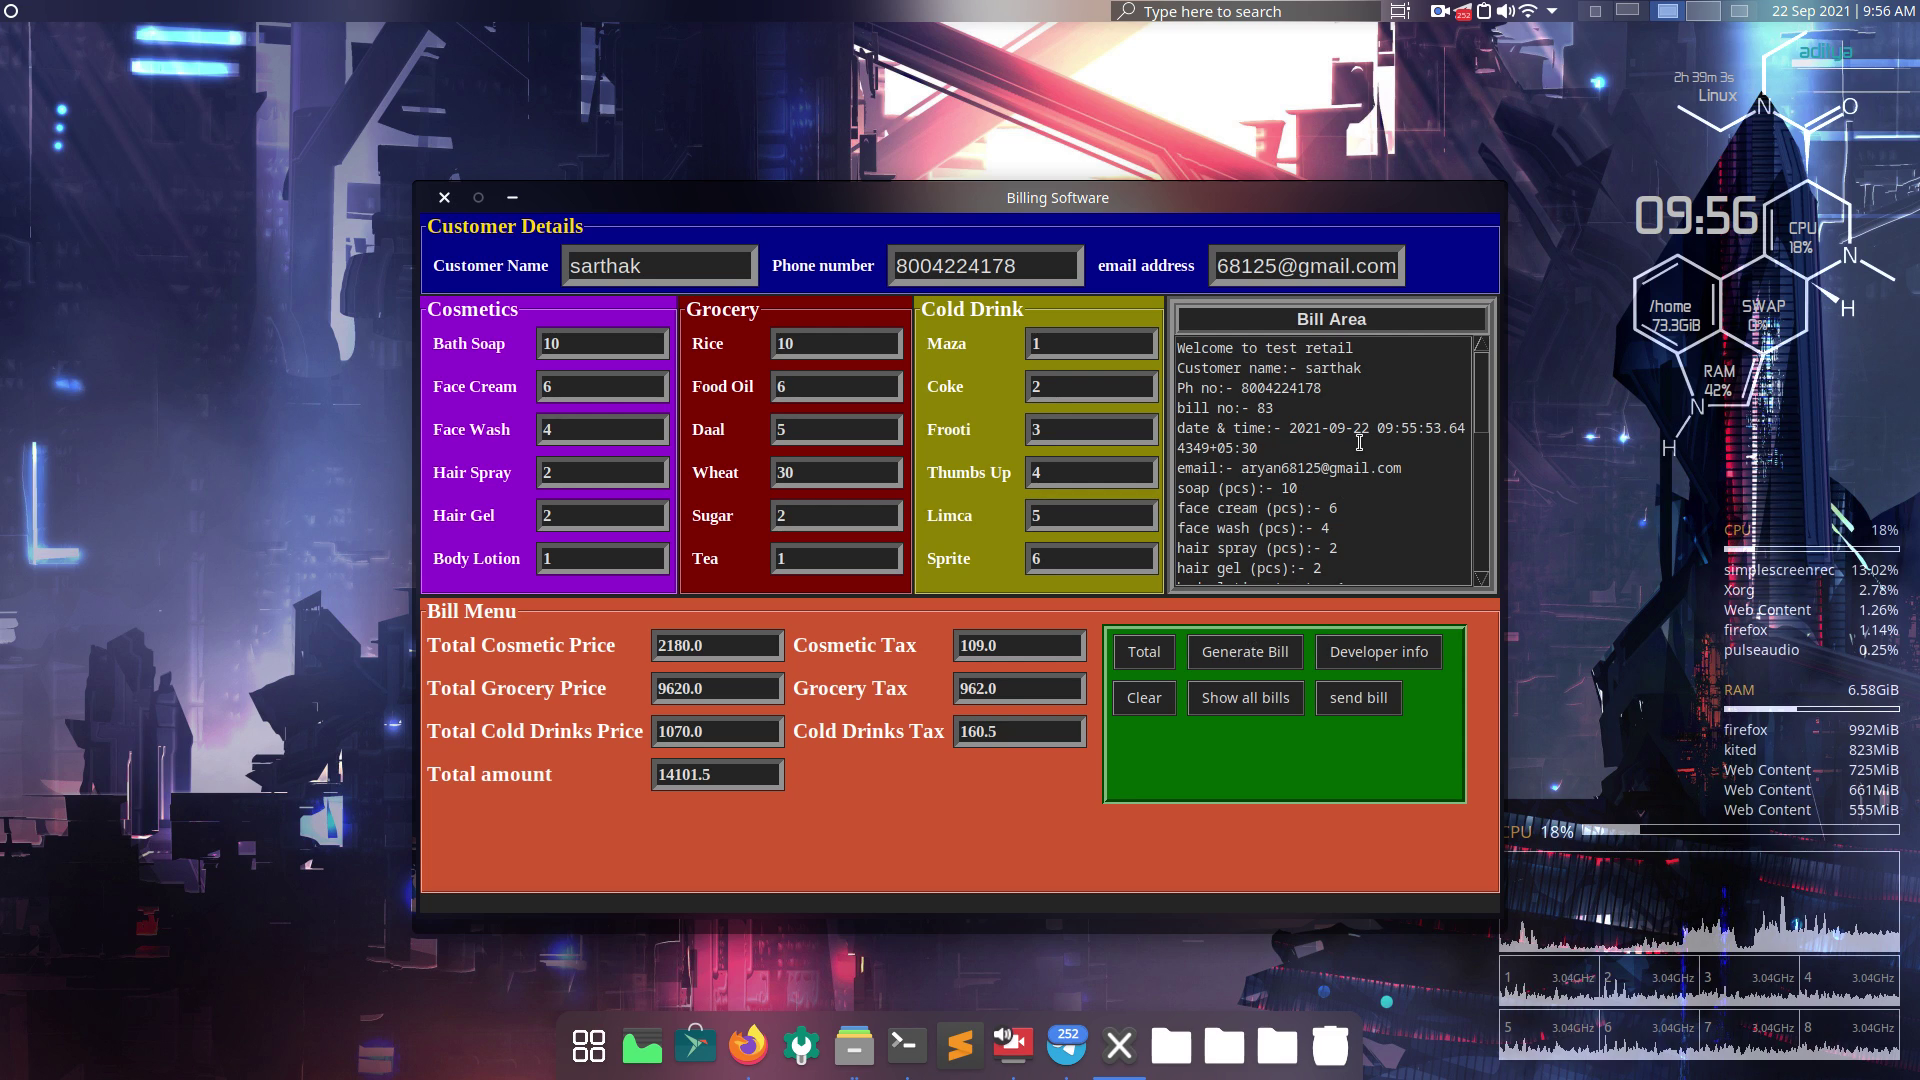 Type here to search
252
22 Sep 2021 | 9:56 AM
aditya
2h 39m 3s
Linux
N
O
09:56
CPU
18%
N
H
/home
73.3GiB
SWAP
0%
RAM
42%
N
H
Billing Software
Customer Details
Customer Name sarthak Phone number 8004224178 email address 68125@gmail.com
Cosmetics
Bath Soap 10
Face Cream 6
Face Wash 4
Hair Spray 2
Hair Gel 2
Body Lotion 1
Grocery
Rice 10
Food Oil 6
Daal 5
Wheat 30
Sugar 2
Tea 1
Cold Drink
Maza 1
Coke 2
Frooti 3
Thumbs Up 4
Limca 5
Sprite 6
Bill Area
Welcome to test retail
Customer name:- sarthak
Ph no:- 8004224178
bill no:- 83
date & time:- 2021-09-22 09:55:53.64
4349+05:30
email:- aryan68125@gmail.com
soap (pcs):- 10
face cream (pcs):- 6
face wash (pcs):- 4
hair spray (pcs):- 2
hair gel (pcs):- 2
Bill Menu
Total Cosmetic Price 2180.0 Cosmetic Tax 109.0
Total Grocery Price 9620.0 Grocery Tax 962.0
Total Cold Drinks Price 1070.0 Cold Drinks Tax 160.5
Total amount 14101.5
Total Generate Bill Developer info
Clear Show all bills send bill
CPU 18%
simplescreenrec 13.02%
Xorg 2.78%
Web Content 1.26%
firefox 1.14%
pulseaudio 0.25%
RAM 6.58GiB
firefox 992MiB
kited 823MiB
Web Content 725MiB
Web Content 661MiB
Web Content 555MiB
CPU 18%
1 3.04GHz 2 3.04GHz 3 3.04GHz 4 3.04GHz
5 3.04GHz 6 3.04GHz 7 3.04GHz 8 3.04GHz
252